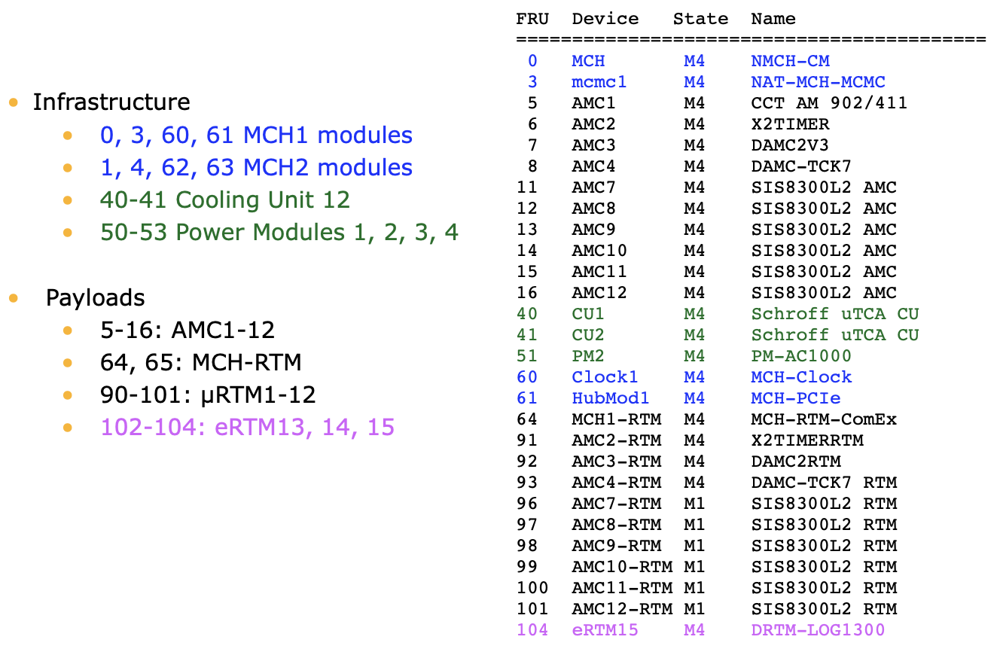 Infrastructure
0, 3, 60, 61 MCH1 modules
1, 4, 62, 63 MCH2 modules
40-41 Cooling Unit 12
50-53 Power Modules 1, 2, 3, 4
Payloads
5-16: AMC1-12
64, 65: MCH-RTM
90-101: µRTM1-12
102-104: eRTM13, 14, 15
FRU Device State Name
==========================================
0 MCH M4 NMCH-CM
3 mcmc1 M4 NAT-MCH-MCMC
5 AMC1 M4 CCT AM 902/411
6 AMC2 M4 X2TIMER
7 AMC3 M4 DAMC2V3
8 AMC4 M4 DAMC-TCK7
11 AMC7 M4 SIS8300L2 AMC
12 AMC8 M4 SIS8300L2 AMC
13 AMC9 M4 SIS8300L2 AMC
14 AMC10 M4 SIS8300L2 AMC
15 AMC11 M4 SIS8300L2 AMC
16 AMC12 M4 SIS8300L2 AMC
40 CU1 M4 Schroff uTCA CU
41 CU2 M4 Schroff uTCA CU
51 PM2 M4 PM-AC1000
60 Clock1 M4 MCH-Clock
61 HubMod1 M4 MCH-PCIe
64 MCH1-RTM M4 MCH-RTM-ComEx
91 AMC2-RTM M4 X2TIMERRTM
92 AMC3-RTM M4 DAMC2RTM
93 AMC4-RTM M4 DAMC-TCK7 RTM
96 AMC7-RTM M1 SIS8300L2 RTM
97 AMC8-RTM M1 SIS8300L2 RTM
98 AMC9-RTM M1 SIS8300L2 RTM
99 AMC10-RTM M1 SIS8300L2 RTM
100 AMC11-RTM M1 SIS8300L2 RTM
101 AMC12-RTM M1 SIS8300L2 RTM
104 eRTM15 M4 DRTM-LOG1300